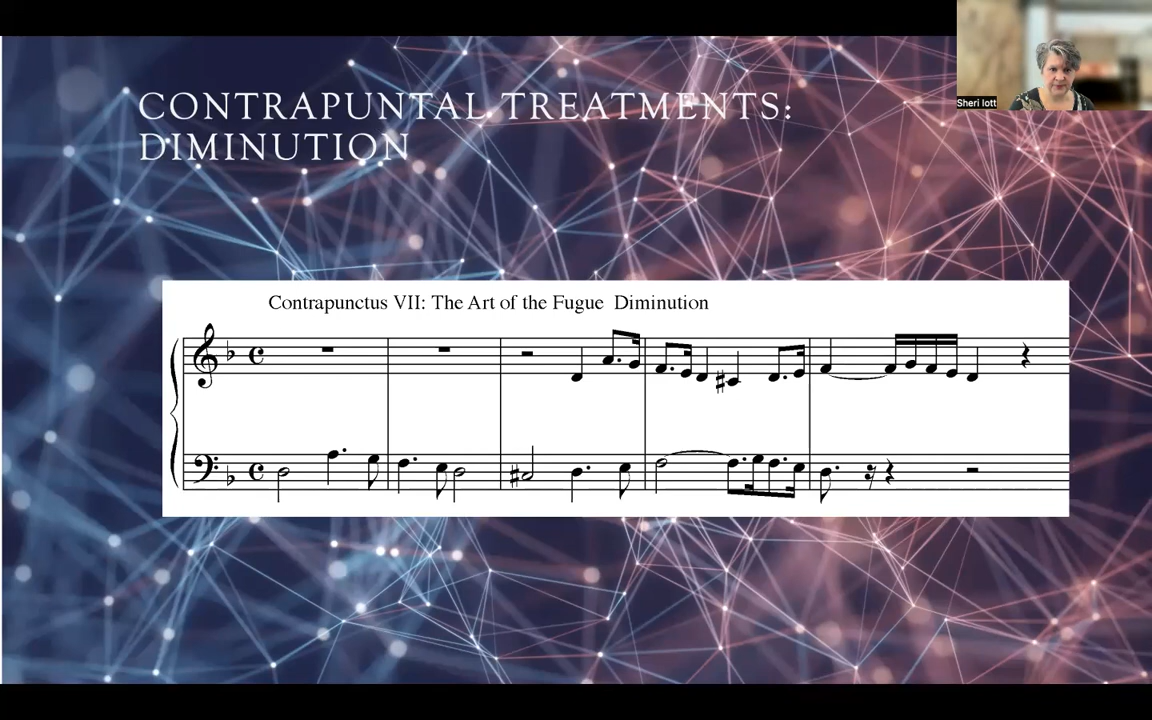 Sheri Iott
CONTRAPUNTAL TREATMENTS:
DIMINUTION
Contrapunctus VII: The Art of the Fugue Diminution